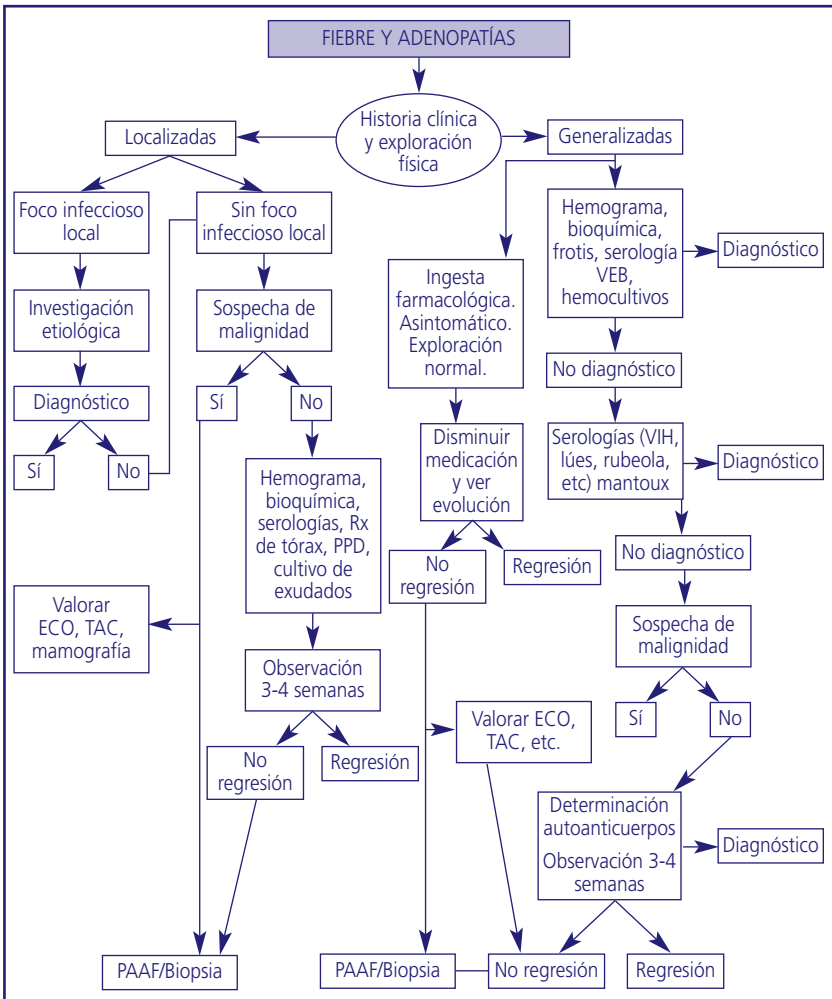 FIEBRE Y ADENOPATÍAS
Historia clínica
y exploración
física
Localizadas
Generalizadas
Foco infeccioso
local
Sin foco
infeccioso local
Investigación
etiológica
Sospecha de
malignidad
Diagnóstico
Sí
No
Sí
No
Hemograma,
bioquímica,
serologías, Rx
de tórax, PPD,
cultivo de
exudados
Valorar
ECO, TAC,
mamografía
Observación
3-4 semanas
No
regresión
Regresión
PAAF/Biopsia
Ingesta
farmacológica.
Asintomático.
Exploración
normal.
Disminuir
medicación
y ver
evolución
No
regresión
Regresión
Valorar ECO,
TAC, etc.
PAAF/Biopsia
Hemograma,
bioquímica,
frotis, serología
VEB,
hemocultivos
Diagnóstico
No diagnóstico
Serologías (VIH,
lúes, rubeola,
etc) mantoux
Diagnóstico
No diagnóstico
Sospecha de
malignidad
Sí
No
Determinación
autoanticuerpos
Observación 3-4
semanas
Diagnóstico
No regresión
Regresión